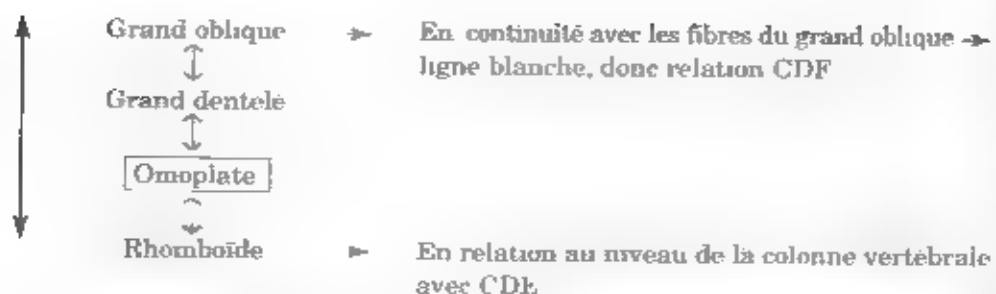 Grand oblique
En continuité avec les fibres du grand oblique
ligne blanche, donc relation CDF
Grand dentelé
Omoplate
Rhomboïde
En relation au niveau de la colonne vertébrale
avec CDE